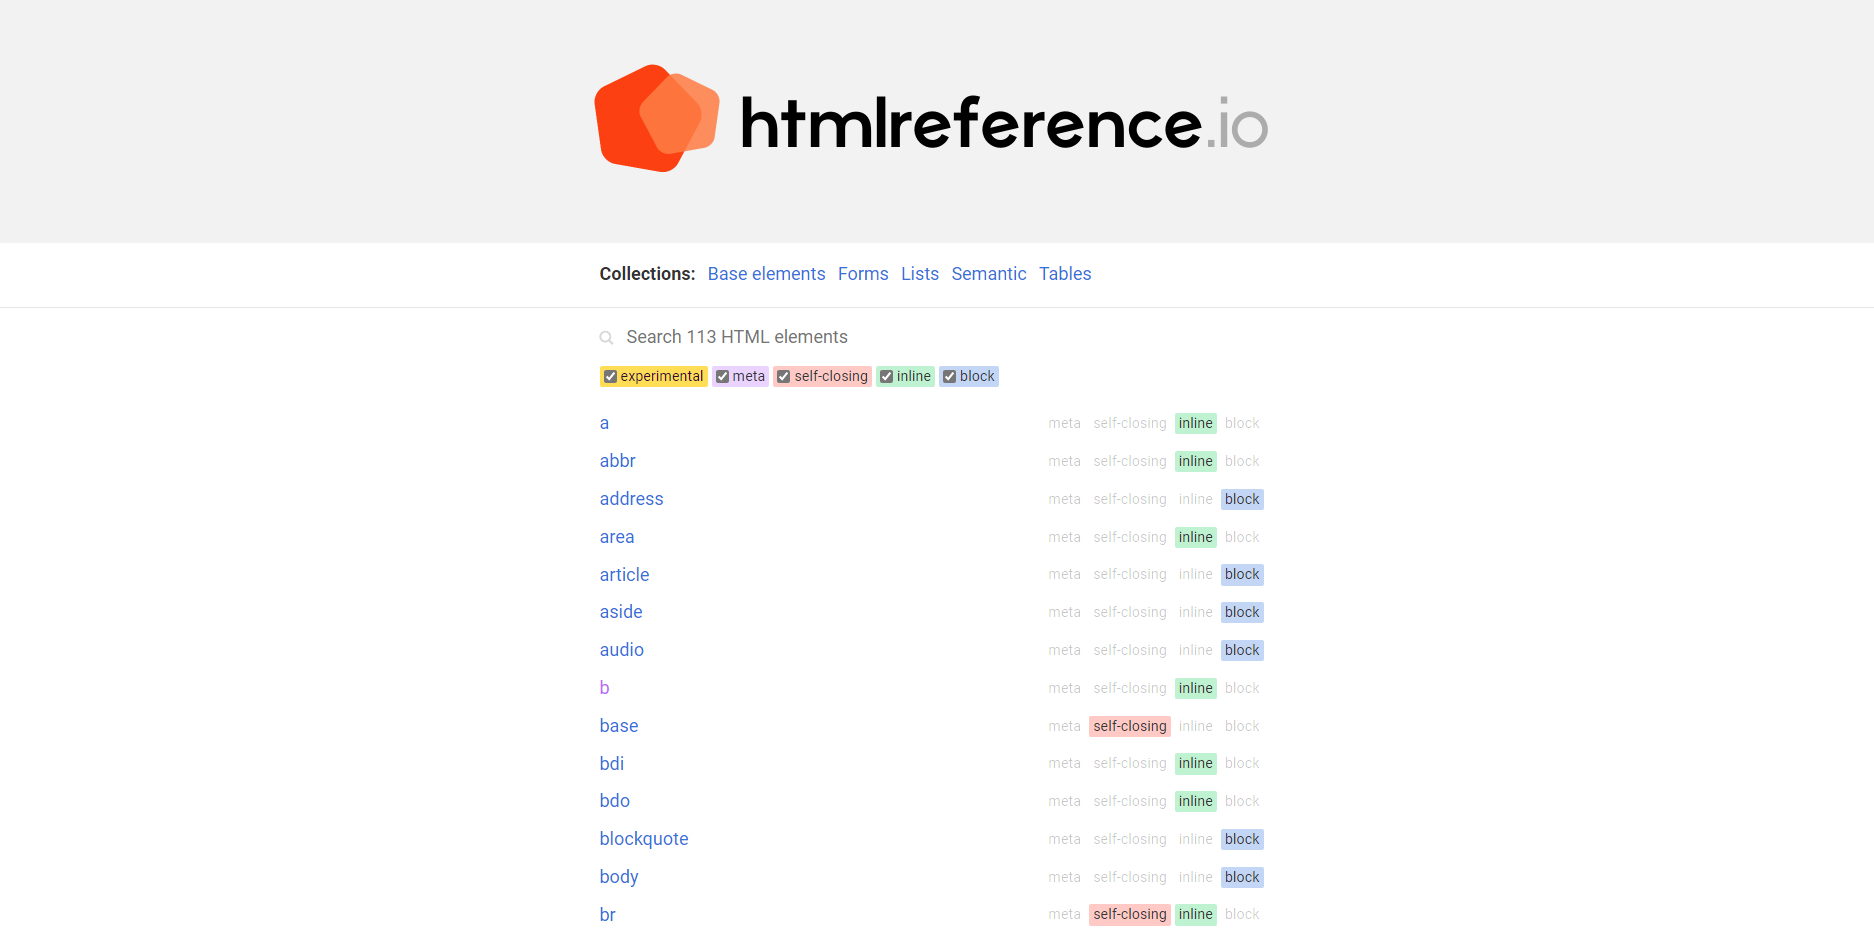 htmlreference.io
Collections: Base elements Forms Lists Semantic Tables
Search 113 HTML elements
experimental meta self-closing inline block
a meta self-closing inline block
abbr meta self-closing inline block
address meta self-closing inline block
area meta self-closing inline block
article meta self-closing inline block
aside meta self-closing inline block
audio meta self-closing inline block
b meta self-closing inline block
base meta self-closing inline block
bdi meta self-closing inline block
bdo meta self-closing inline block
blockquote meta self-closing inline block
body meta self-closing inline block
br meta self-closing inline block